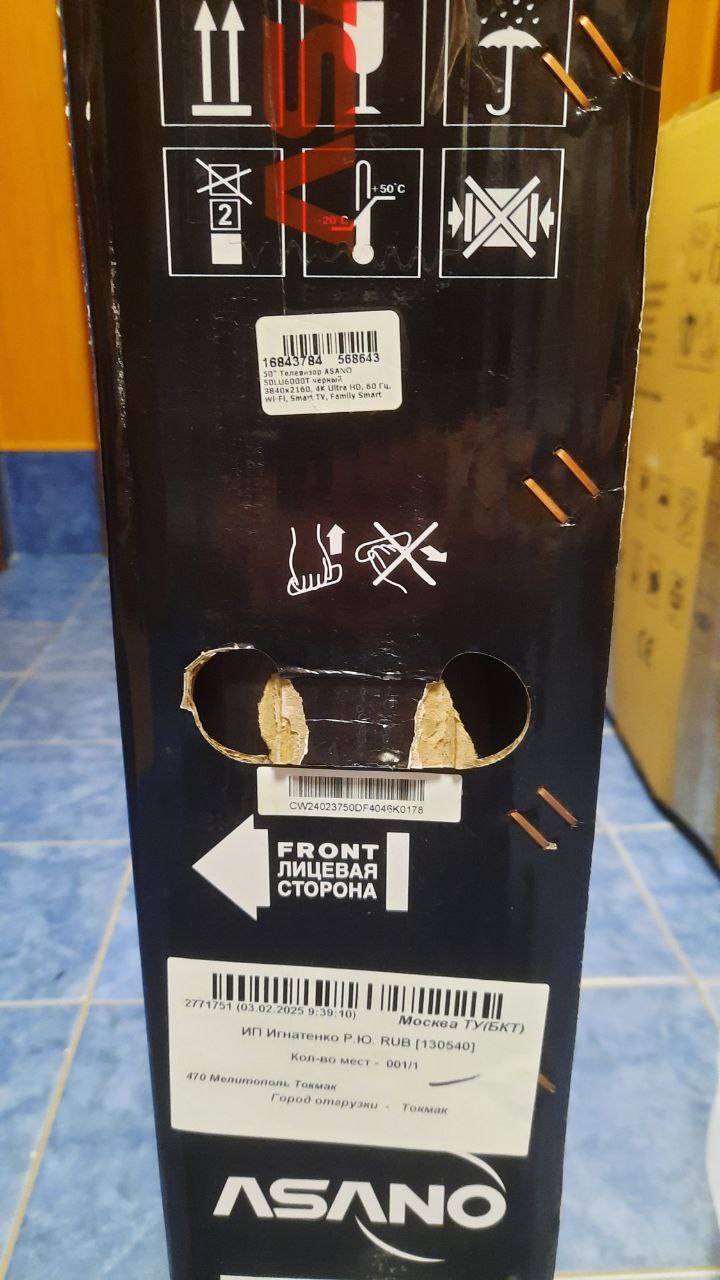 ASA
+50°C
-20°C
2
16843784 568643
50" Телевизор ASANO
50LU6000T черный
3840x2160, 4K Ultra HD, 60 Гц,
Wi-Fi, Smart TV, Family Smart
CW24023750DF4046K0178
FRONT
ЛИЦЕВАЯ
СТОРОНА
2771751 (03.02.2025 9:39:10) Москва ТУ(БКТ)
ИП Игнатенко Р.Ю. RUB [130540]
Кол-во мест - 001/1
470 Мелитополь Токмак
Город отгрузки - Токмак
ASANO
CE